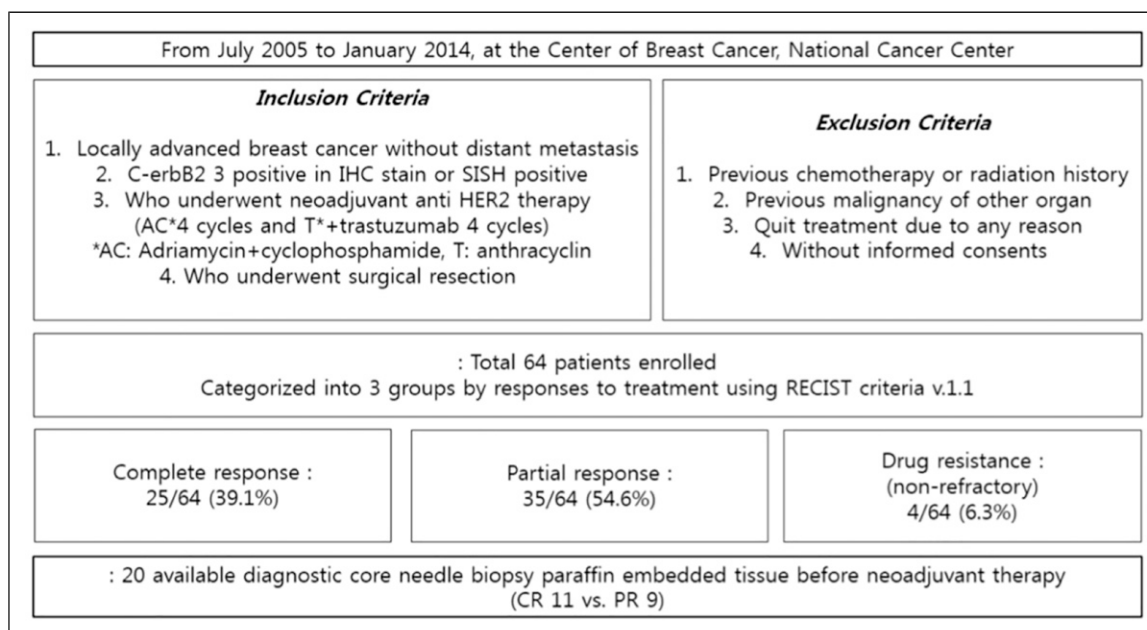 From July 2005 to January 2014, at the Center of Breast Cancer, National Cancer Center
Inclusion Criteria
1. Locally advanced breast cancer without distant metastasis
2. C-erbB2 3 positive in IHC stain or SISH positive
3. Who underwent neoadjuvant anti HER2 therapy
(AC*4 cycles and T*+trastuzumab 4 cycles)
*AC: Adriamycin+cyclophosphamide, T: anthracyclin
4. Who underwent surgical resection
Exclusion Criteria
1. Previous chemotherapy or radiation history
2. Previous malignancy of other organ
3. Quit treatment due to any reason
4. Without informed consents
: Total 64 patients enrolled
Categorized into 3 groups by responses to treatment using RECIST criteria v.1.1
Complete response :
25/64 (39.1%)
Partial response :
35/64 (54.6%)
Drug resistance :
(non-refractory)
4/64 (6.3%)
: 20 available diagnostic core needle biopsy paraffin embedded tissue before neoadjuvant therapy
(CR 11 vs. PR 9)